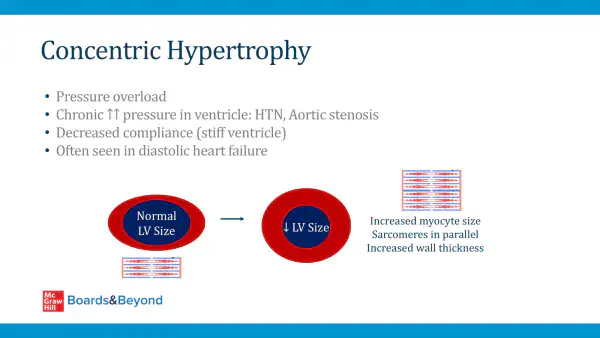 Concentric Hypertrophy
• Pressure overload
• Chronic ↑↑ pressure in ventricle: HTN, Aortic stenosis
• Decreased compliance (stiff ventricle)
• Often seen in diastolic heart failure
Normal
LV Size
↓ LV Size
Increased myocyte size
Sarcomeres in parallel
Increased wall thickness
Mc
Graw
Hill
Boards&Beyond